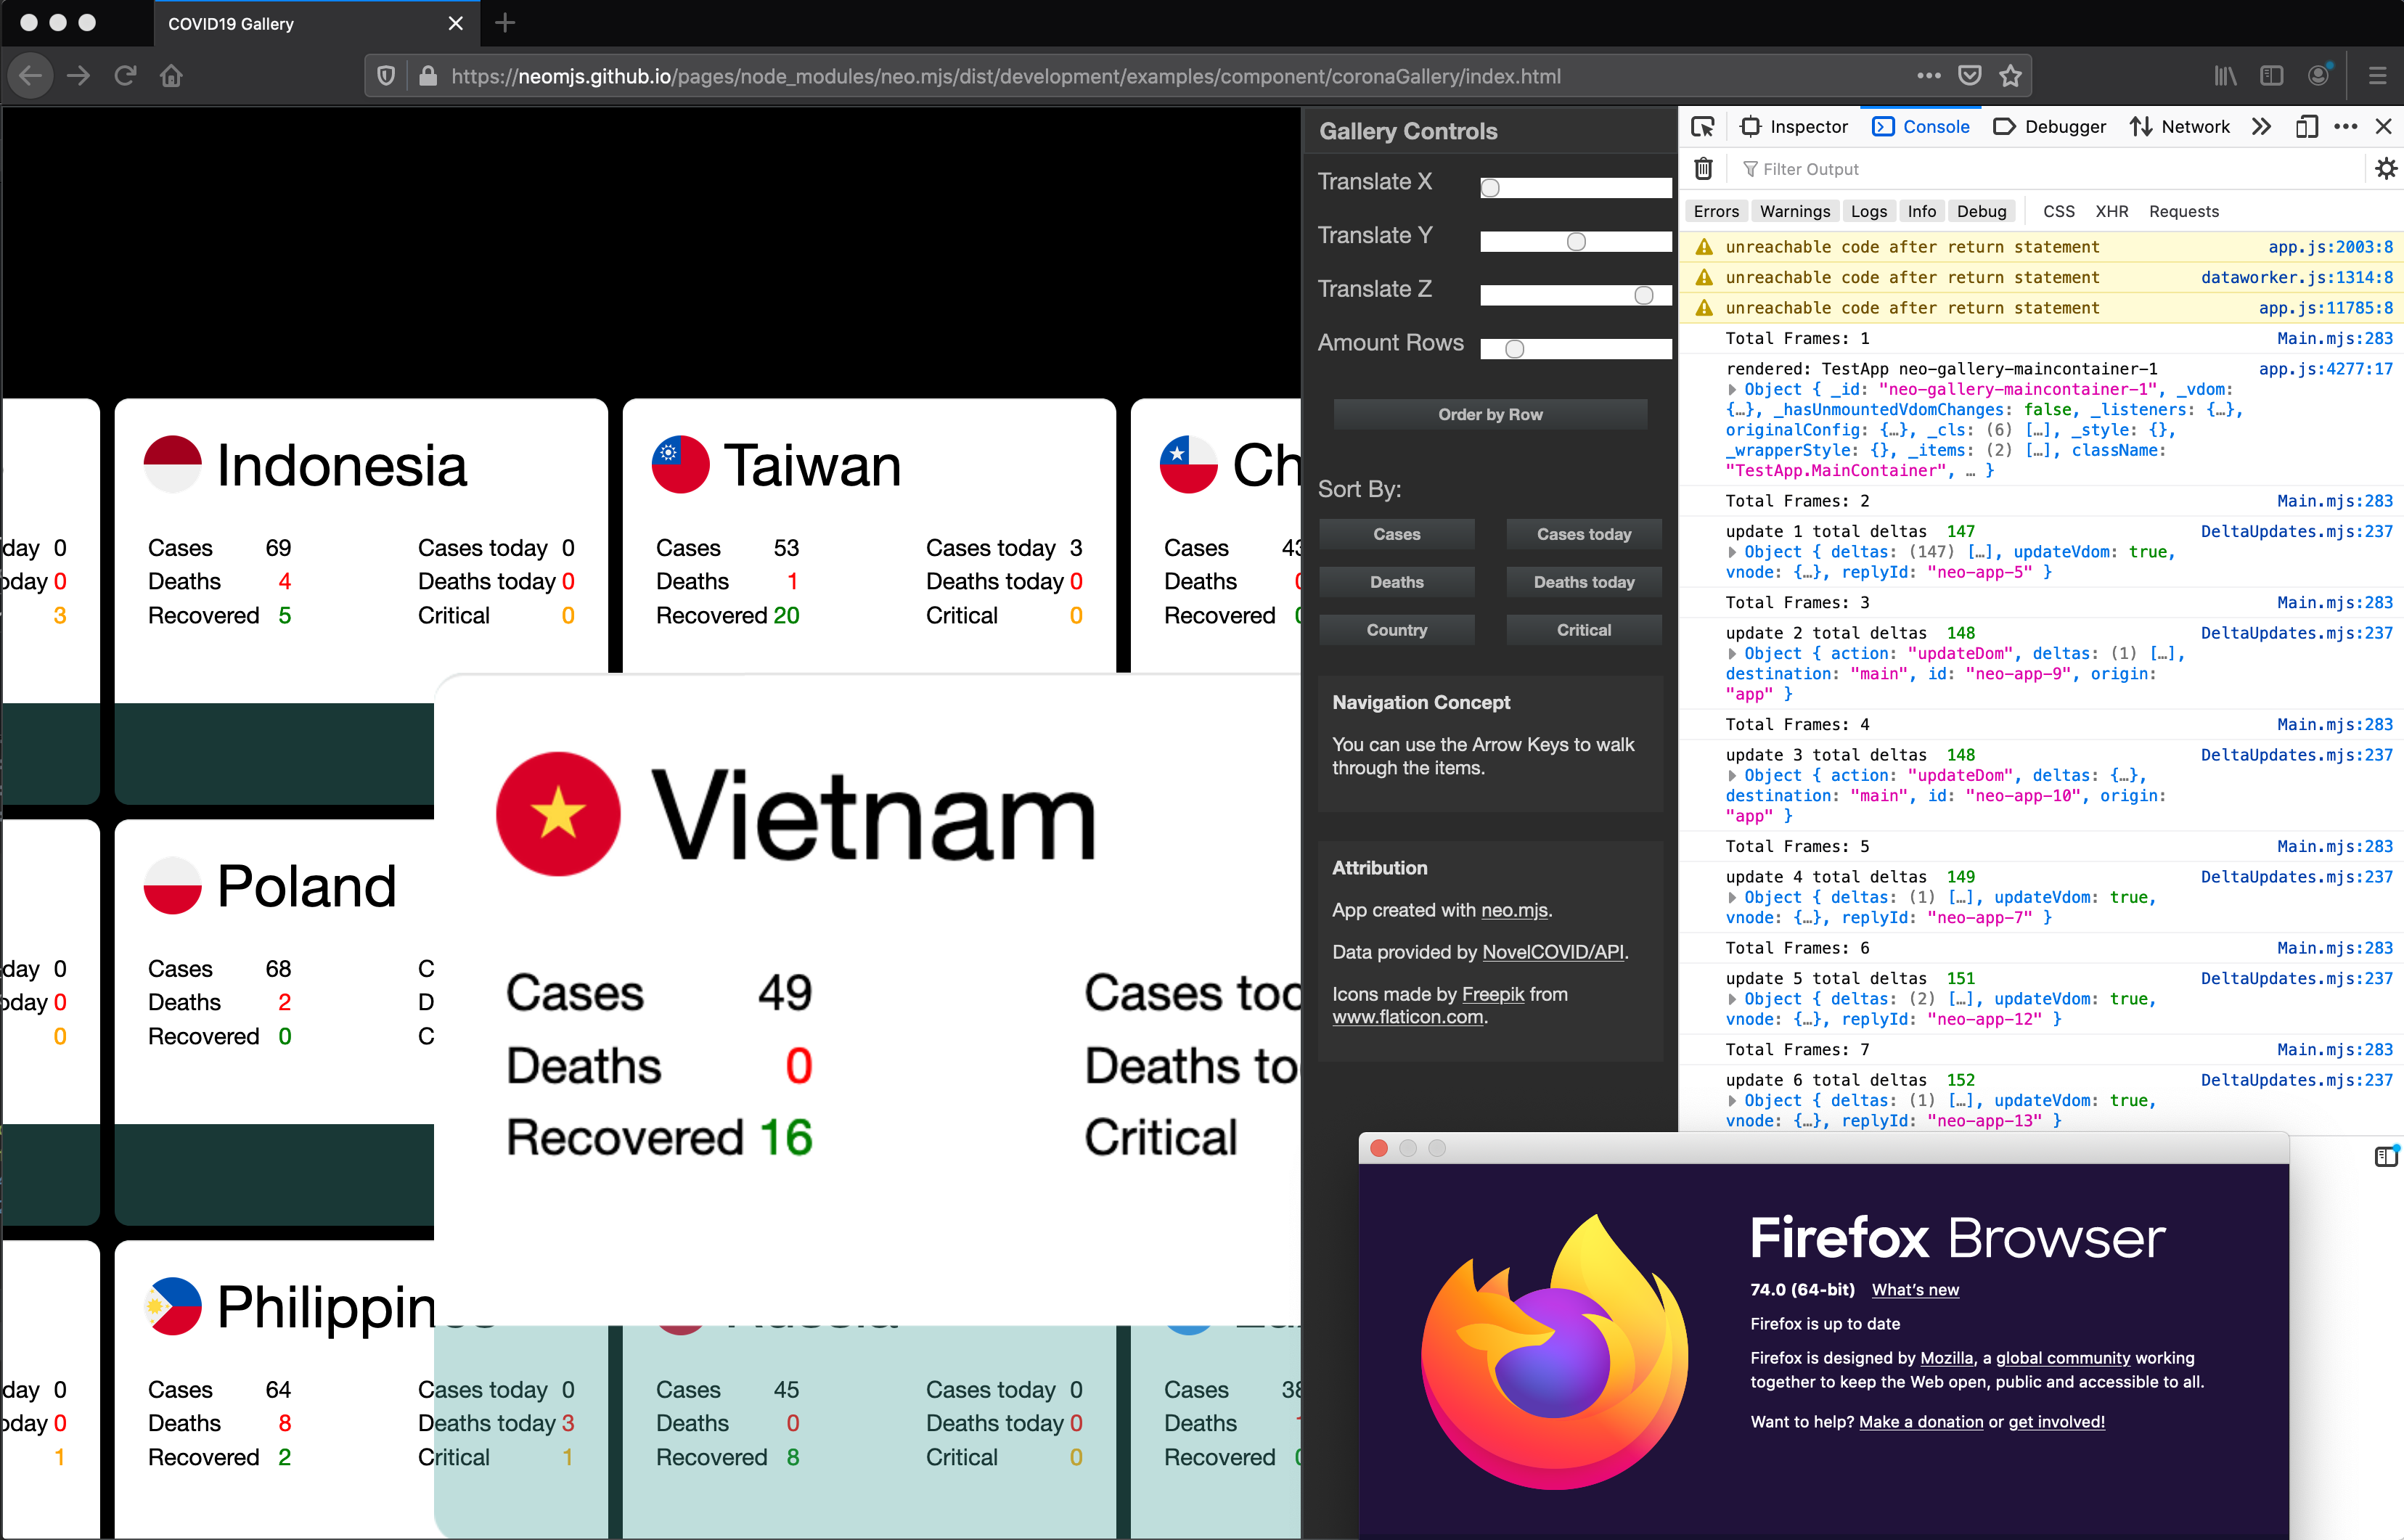 COVID19 Gallery
https://neomjs.github.io/pages/node_modules/neo.mjs/dist/development/examples/component/coronaGallery/index.html
Indonesia
Cases 69 Cases today 0
Deaths 4 Deaths today 0
Recovered 5 Critical 0
Taiwan
Cases 53 Cases today 3
Deaths 1 Deaths today 0
Recovered 20 Critical 0
Ch
Cases 43
Deaths 0
Recovered 0
day 0
oday 0
3
Vietnam
Cases 49 Cases tod
Deaths 0 Deaths to
Recovered 16 Critical
Poland
Cases 68 C
Deaths 2 D
Recovered 0 C
day 0
oday 0
0
Philippines
Cases 64 Cases today 0
Deaths 8 Deaths today 3
Recovered 2 Critical 1
Russia
Cases 45 Cases today 0
Deaths 0 Deaths today 0
Recovered 8 Critical 0
Cases 38
Deaths 1
Recovered 0
day 0
oday 0
1
Gallery Controls
Translate X
Translate Y
Translate Z
Amount Rows
Order by Row
Sort By:
Cases Cases today
Deaths Deaths today
Country Critical
Navigation Concept
You can use the Arrow Keys to walk
through the items.
Attribution
App created with neo.mjs.
Data provided by NovelCOVID/API.
Icons made by Freepik from
www.flaticon.com.
Inspector Console Debugger Network
Filter Output
Errors Warnings Logs Info Debug CSS XHR Requests
unreachable code after return statement app.js:2003:8
unreachable code after return statement dataworker.js:1314:8
unreachable code after return statement app.js:11785:8
Total Frames: 1 Main.mjs:283
rendered: TestApp neo-gallery-maincontainer-1 app.js:4277:17
Object { _id: "neo-gallery-maincontainer-1", _vdom:
{…}, _hasUnmountedVdomChanges: false, _listeners: {…},
originalConfig: {…}, _cls: (6) […], _style: {},
_wrapperStyle: {}, _items: (2) […], className:
"TestApp.MainContainer", … }
Total Frames: 2 Main.mjs:283
update 1 total deltas 147 DeltaUpdates.mjs:237
Object { deltas: (147) […], updateVdom: true,
vnode: {…}, replyId: "neo-app-5" }
Total Frames: 3 Main.mjs:283
update 2 total deltas 148 DeltaUpdates.mjs:237
Object { action: "updateDom", deltas: (1) […],
destination: "main", id: "neo-app-9", origin:
"app" }
Total Frames: 4 Main.mjs:283
update 3 total deltas 148 DeltaUpdates.mjs:237
Object { action: "updateDom", deltas: {…},
destination: "main", id: "neo-app-10", origin:
"app" }
Total Frames: 5 Main.mjs:283
update 4 total deltas 149 DeltaUpdates.mjs:237
Object { deltas: (1) […], updateVdom: true,
vnode: {…}, replyId: "neo-app-7" }
Total Frames: 6 Main.mjs:283
update 5 total deltas 151 DeltaUpdates.mjs:237
Object { deltas: (2) […], updateVdom: true,
vnode: {…}, replyId: "neo-app-12" }
Total Frames: 7 Main.mjs:283
update 6 total deltas 152 DeltaUpdates.mjs:237
Object { deltas: (1) […], updateVdom: true,
vnode: {…}, replyId: "neo-app-13" }
Firefox Browser
74.0 (64-bit) What's new
Firefox is up to date
Firefox is designed by Mozilla, a global community working
together to keep the Web open, public and accessible to all.
Want to help? Make a donation or get involved!